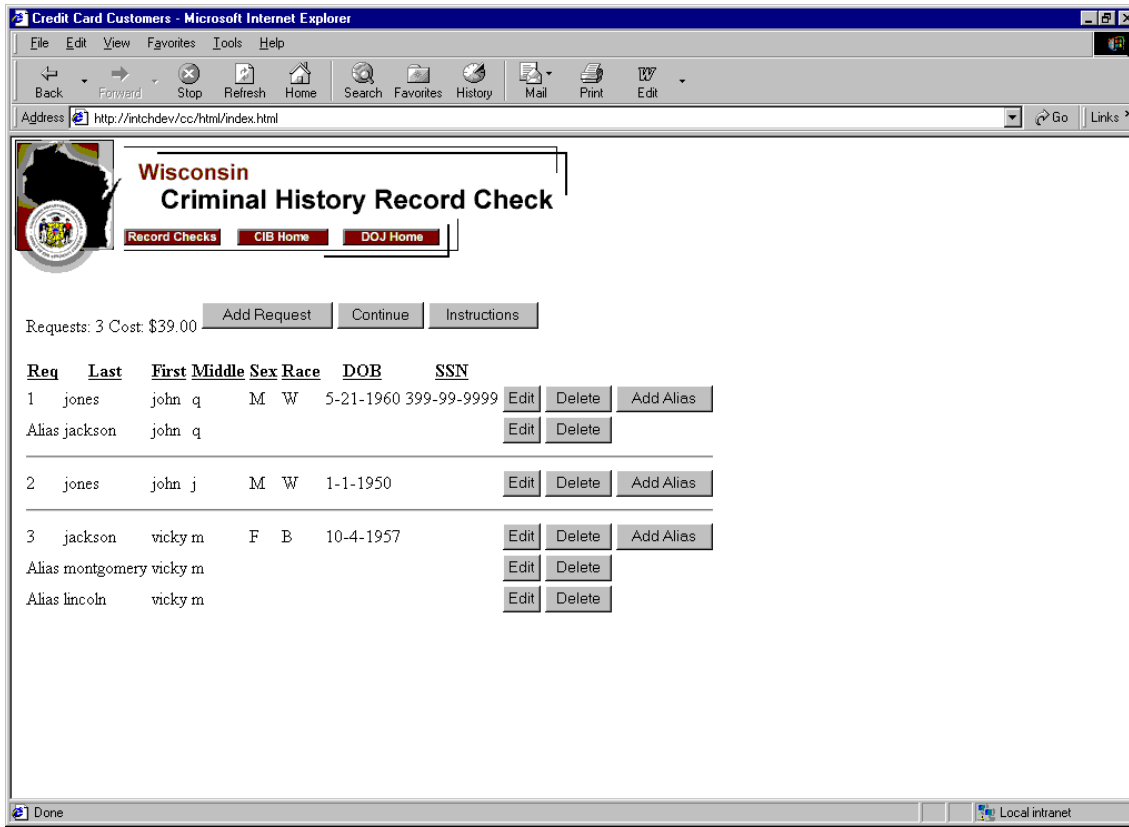 Credit Card Customers - Microsoft Internet Explorer
File Edit View Favorites Tools Help
Back Forward Stop Refresh Home Search Favorites History Mail Print Edit
Address http://intchdev/cc/html/index.html Go Links
Wisconsin
Criminal History Record Check
Record Checks CIB Home DOJ Home
Requests: 3 Cost: $39.00 Add Request Continue Instructions
Req Last First Middle Sex Race DOB SSN
1 jones john q M W 5-21-1960 399-99-9999 Edit Delete Add Alias
Alias jackson john q Edit Delete
2 jones john j M W 1-1-1950 Edit Delete Add Alias
3 jackson vicky m F B 10-4-1957 Edit Delete Add Alias
Alias montgomery vicky m Edit Delete
Alias lincoln vicky m Edit Delete
Done Local intranet